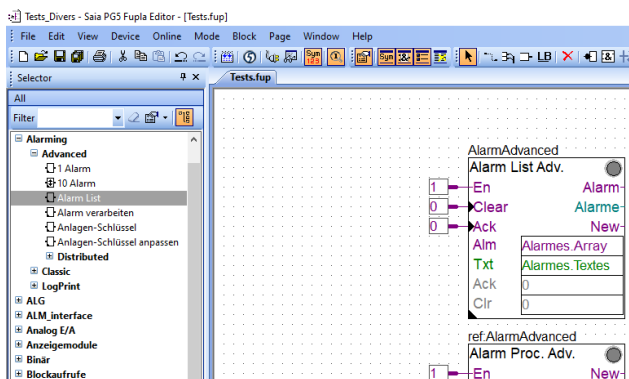 Tests_Divers - Saia PG5 Fupla Editor - [Tests.fup]
File Edit View Device Online Mode Block Page Window Help
Sym 123 Sym LB
Selector Tests.fup
All
Filter
Alarming
Advanced
1 Alarm
10 Alarm
Alarm List
Alarm verarbeiten
Anlagen-Schlüssel
Anlagen-Schlüssel anpassen
Distributed
Classic
LogPrint
ALG
ALM_interface
Analog E/A
Anzeigemodule
Binär
Blockaufrufe
AlarmAdvanced
Alarm List Adv.
1 En Alarm
0 Clear Alarme
0 Ack New
Alm Alarmes.Array
Txt Alarmes.Textes
Ack 0
Clr 0
ref:AlarmAdvanced
Alarm Proc. Adv.
1 En New